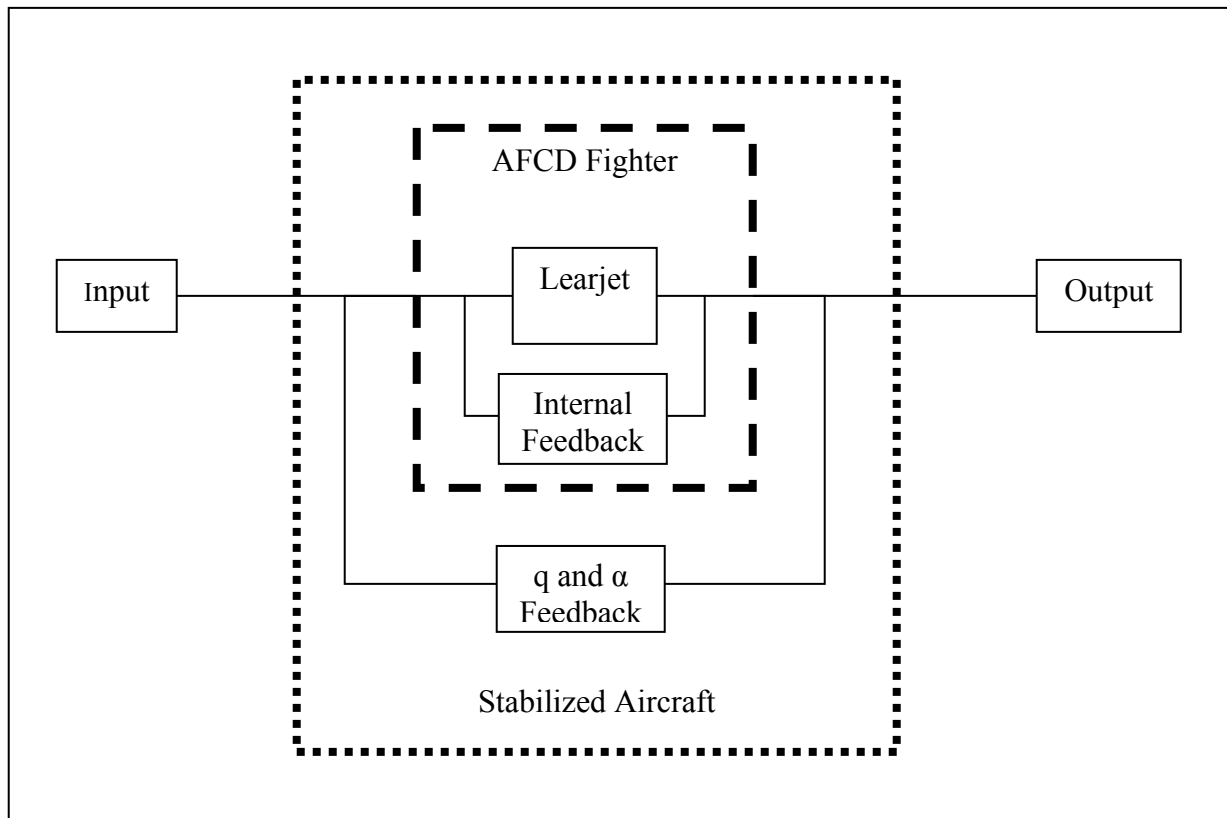 AFCD Fighter
Input
Learjet
Output
Internal
Feedback
q and α
Feedback
Stabilized Aircraft